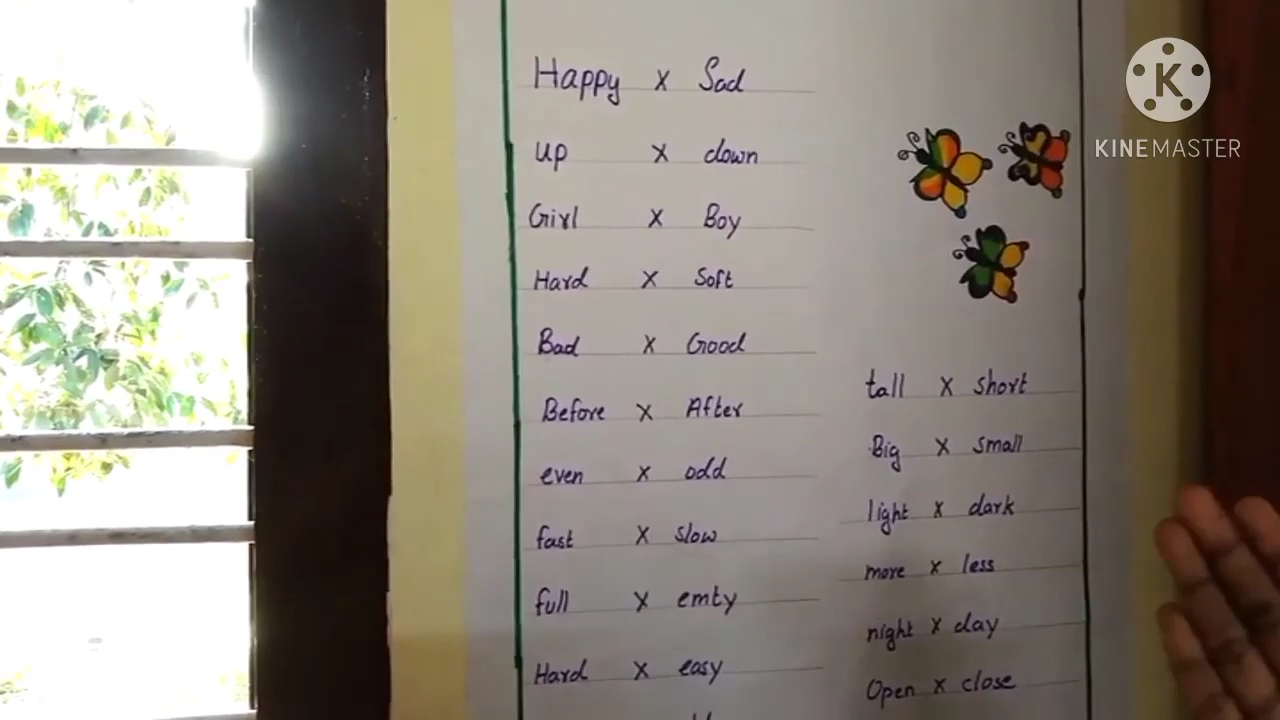 Happy X Sad
up X down
Girl X Boy
Hard X Soft
Bad X Good
Before X After
even X odd
fast X slow
full X emty
Hard X easy
tall X short
Big X small
light X dark
more X less
night X day
Open X close
K
KINEMASTER